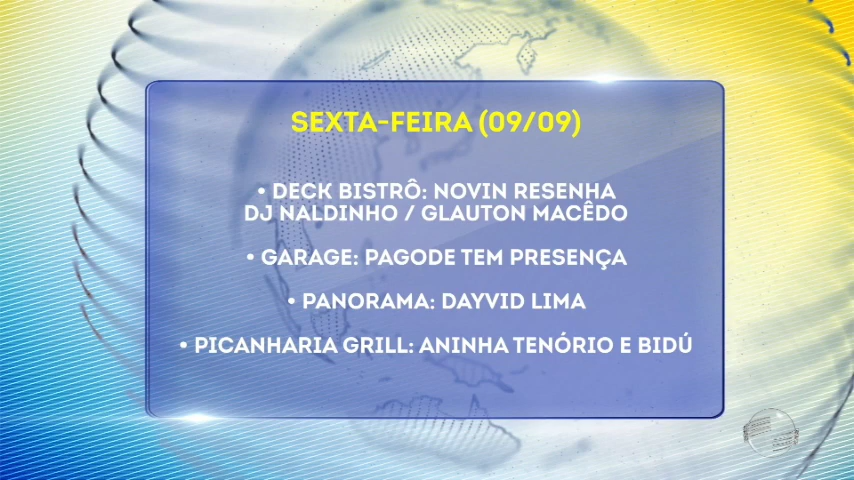 SEXTA-FEIRA (09/09)
• DECK BISTRÔ: NOVIN RESENHA
DJ NALDINHO / GLAUTON MACÊDO
• GARAGE: PAGODE TEM PRESENÇA
• PANORAMA: DAYVID LIMA
• PICANHARIA GRILL: ANINHA TENÓRIO E BIDÚ